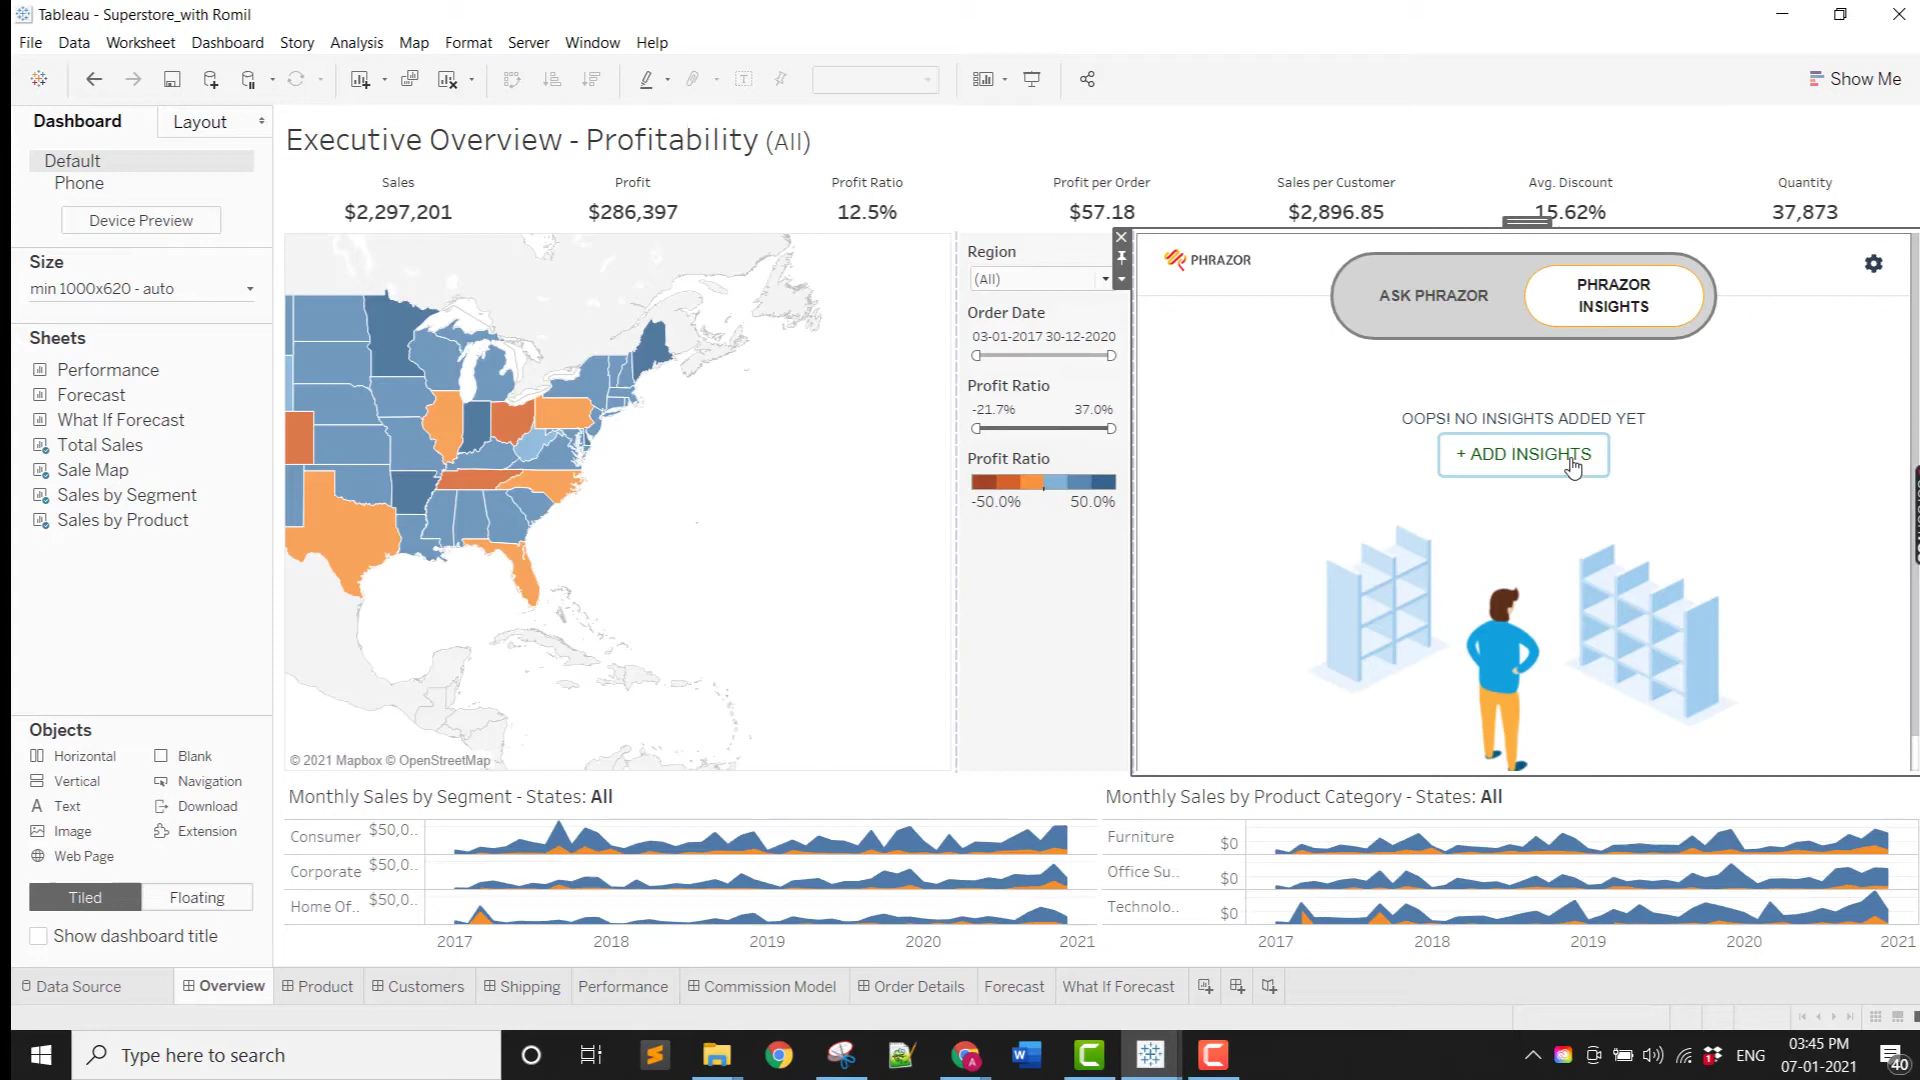 Tableau - Superstore_with Romil
File Data Worksheet Dashboard Story Analysis Map Format Server Window Help
Show Me
Dashboard
Layout
Default
Phone
Device Preview
Size
min 1000x620 - auto
Sheets
Performance
Forecast
What If Forecast
Total Sales
Sale Map
Sales by Segment
Sales by Product
Objects
Horizontal Blank
Vertical Navigation
Text Download
Image Extension
Web Page
Tiled Floating
Show dashboard title
Executive Overview - Profitability (All)
Sales Profit Profit Ratio Profit per Order Sales per Customer Avg. Discount Quantity
$2,297,201 $286,397 12.5% $57.18 $2,896.85 15.62% 37,873
© 2021 Mapbox © OpenStreetMap
Region
(All)
Order Date
03-01-2017 30-12-2020
Profit Ratio
-21.7% 37.0%
Profit Ratio
-50.0% 50.0%
PHRAZOR
ASK PHRAZOR
PHRAZOR
INSIGHTS
OOPS! NO INSIGHTS ADDED YET
+ ADD INSIGHTS
Monthly Sales by Segment - States: All
Consumer $50,0..
Corporate $50,0..
Home Of.. $50,0..
2017 2018 2019 2020 2021
Monthly Sales by Product Category - States: All
Furniture $0
Office Su.. $0
Technolo.. $0
2017 2018 2019 2020 2021
Data Source Overview Product Customers Shipping Performance Commission Model Order Details Forecast What If Forecast
Type here to search
A
W
1
ENG
03:45 PM
07-01-2021
40